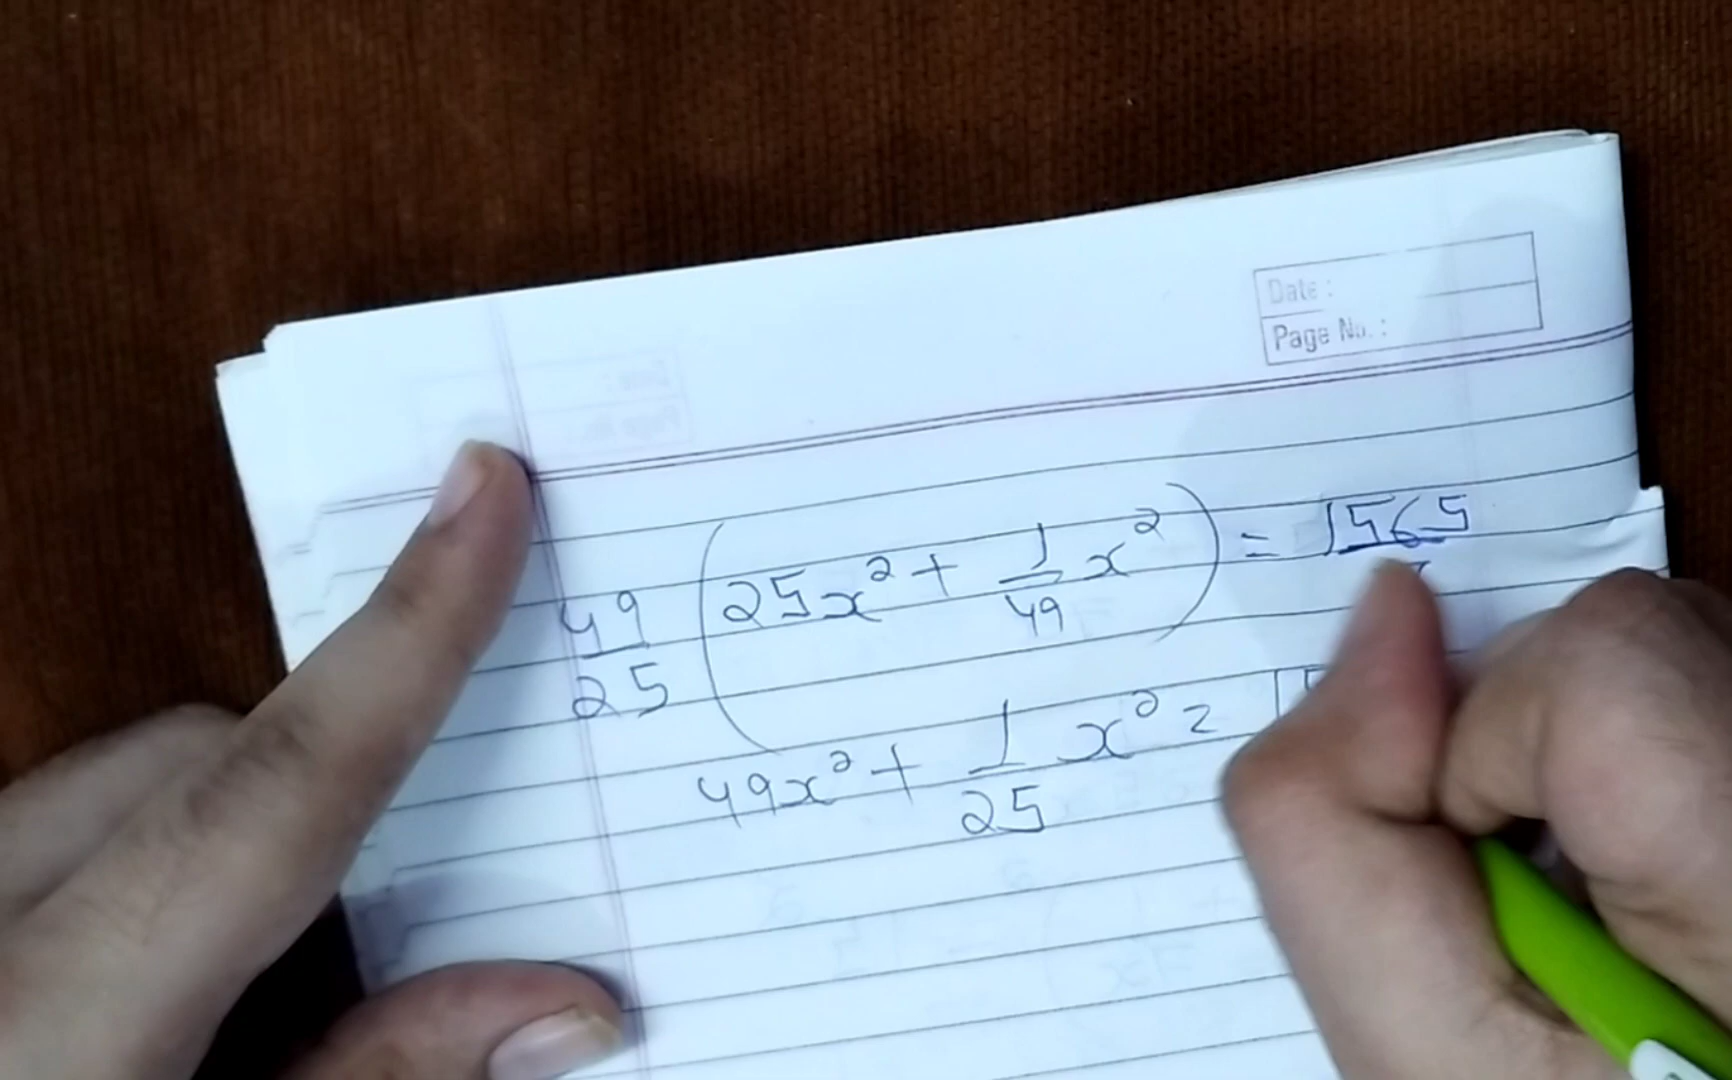 Date :
Page No. :
49/25 (25x² + 1/49 x²) = 1565
49x² + 1/25 x² =